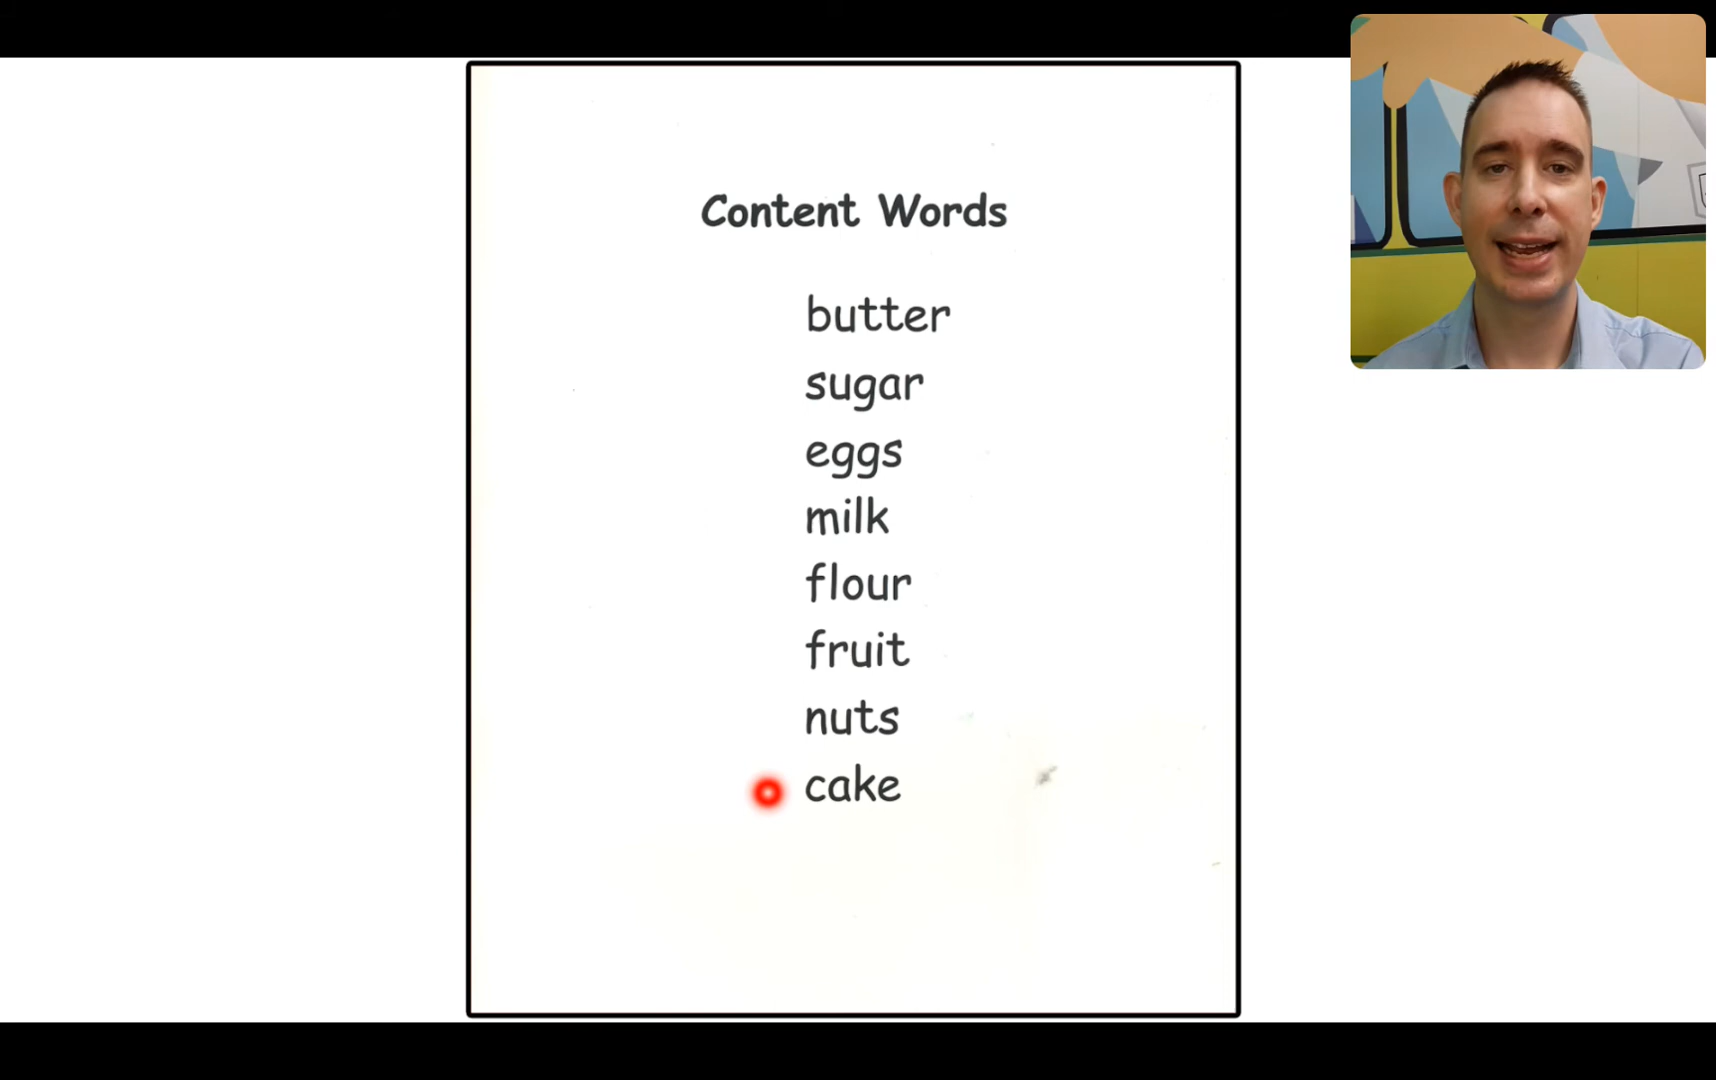 Content Words
butter
sugar
eggs
milk
flour
fruit
nuts
cake